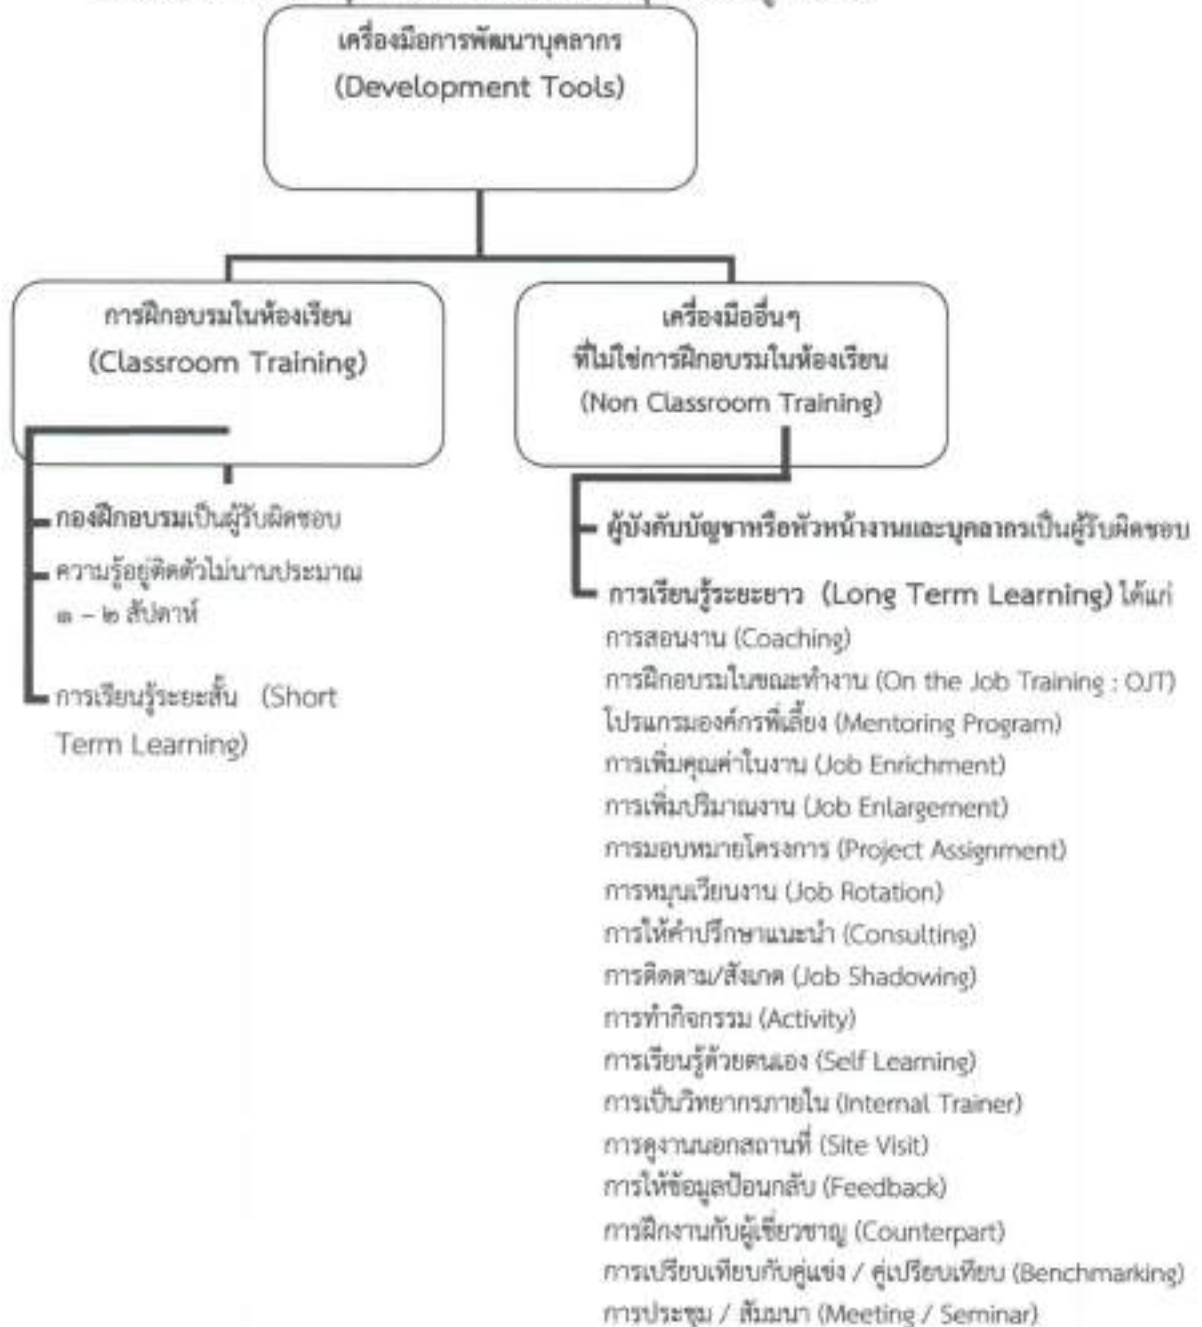 เครื่องมือการพัฒนาบุคลากร
(Development Tools)
การฝึกอบรมในห้องเรียน
(Classroom Training)
เครื่องมืออื่นๆ
ที่ไม่ใช่การฝึกอบรมในห้องเรียน
(Non Classroom Training)
กองฝึกอบรมเป็นผู้รับผิดชอบ
ความรู้อยู่ติดตัวไม่นานประมาณ
๑ – ๒ สัปดาห์
การเรียนรู้ระยะสั้น (Short
Term Learning)
ผู้บังคับบัญชาหรือหัวหน้างานและบุคลากรเป็นผู้รับผิดชอบ
การเรียนรู้ระยะยาว (Long Term Learning) ได้แก่
การสอนงาน (Coaching)
การฝึกอบรมในขณะทำงาน (On the Job Training : OJT)
โปรแกรมองค์กรพี่เลี้ยง (Mentoring Program)
การเพิ่มคุณค่าในงาน (Job Enrichment)
การเพิ่มปริมาณงาน (Job Enlargement)
การมอบหมายโครงการ (Project Assignment)
การหมุนเวียนงาน (Job Rotation)
การให้คำปรึกษาแนะนำ (Consulting)
การติดตาม/สังเกต (Job Shadowing)
การทำกิจกรรม (Activity)
การเรียนรู้ด้วยตนเอง (Self Learning)
การเป็นวิทยากรภายใน (Internal Trainer)
การดูงานนอกสถานที่ (Site Visit)
การให้ข้อมูลป้อนกลับ (Feedback)
การฝึกงานกับผู้เชี่ยวชาญ (Counterpart)
การเปรียบเทียบกับคู่แข่ง / คู่เปรียบเทียบ (Benchmarking)
การประชุม / สัมมนา (Meeting / Seminar)